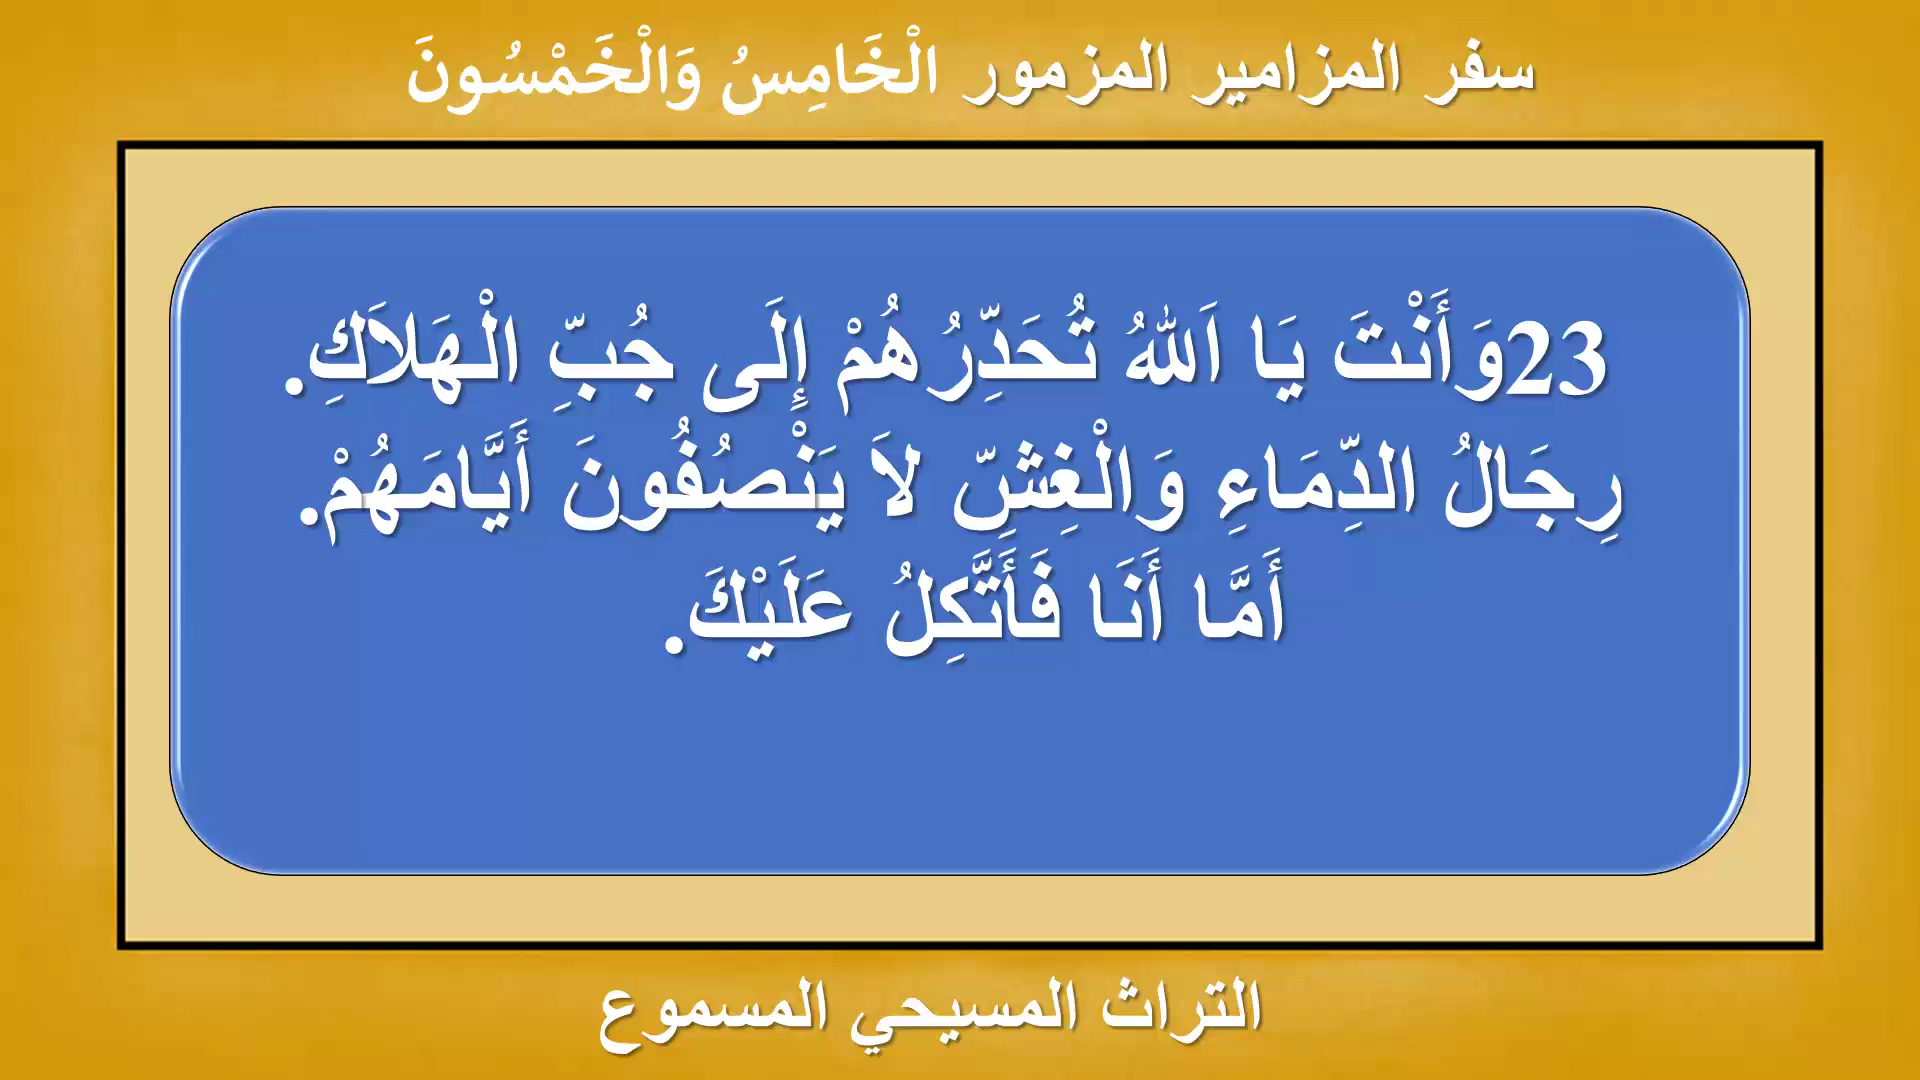 سفر المزامير المزمور الْخَامِسُ وَالْخَمْسُونَ
23وَأَنْتَ يَا اَللهُ تُحَدِّرُهُمْ إِلَى جُبِّ الْهَلاَكِ.
رِجَالُ الدِّمَاءِ وَالْغِشِّ لاَ يَنْصُفُونَ أَيَّامَهُمْ.
أَمَّا أَنَا فَأَتَّكِلُ عَلَيْكَ.
التراث المسيحي المسموع